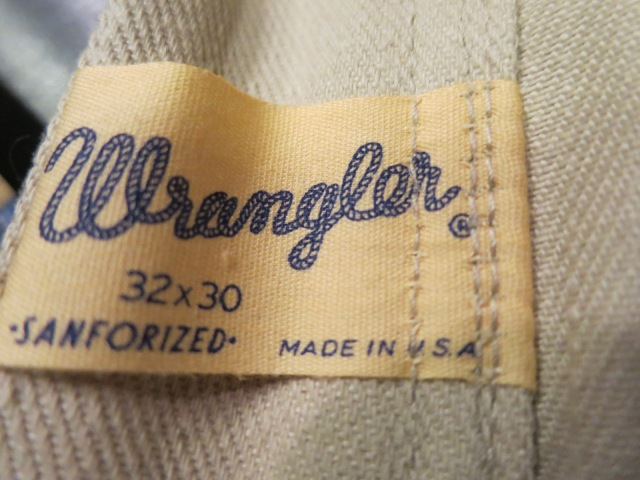 Wrangler®
32x30
·SANFORIZED·
MADE IN U.S.A